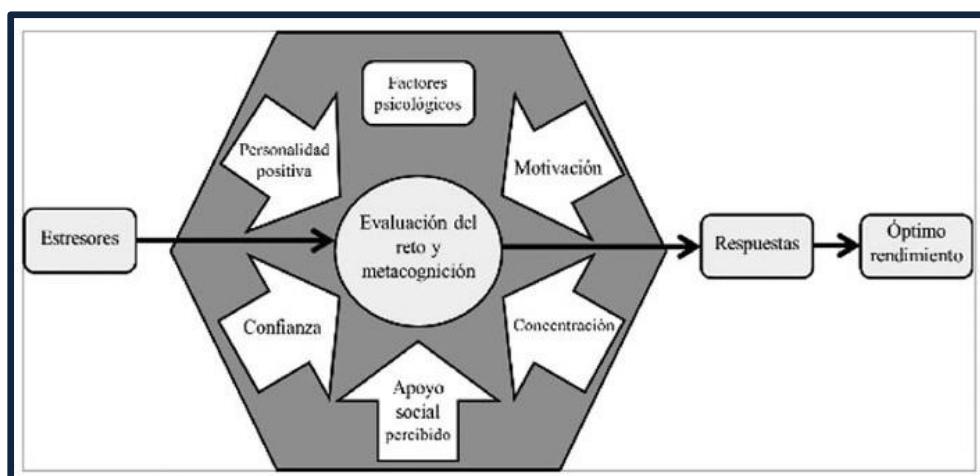 Factores
psicológicos
Personalidad
positiva
Motivación
Estresores
Evaluación del
reto y
metacognición
Respuestas
Óptimo
rendimiento
Confianza
Concentración
Apoyo
social
percibido